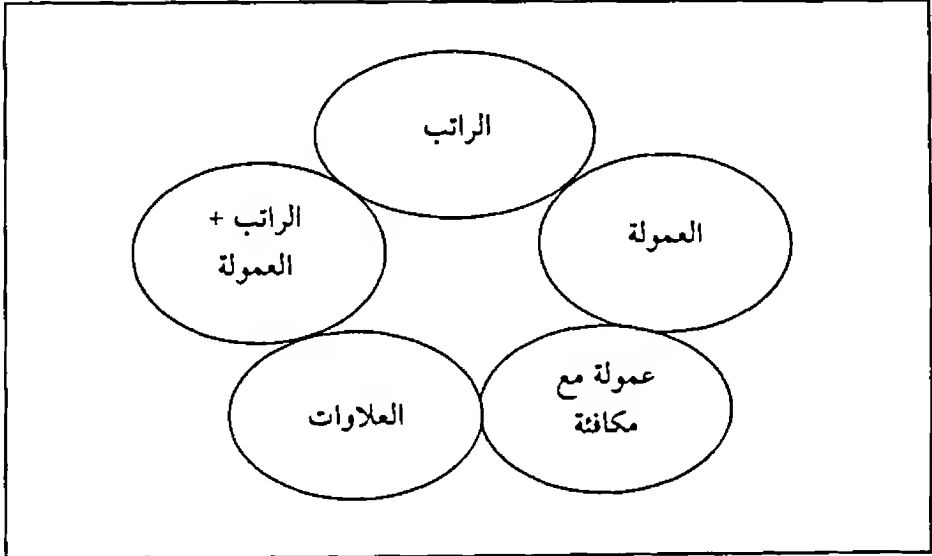 الراتب
العمولة
الراتب +
العمولة
عمولة مع
مكافئة
العلاوات